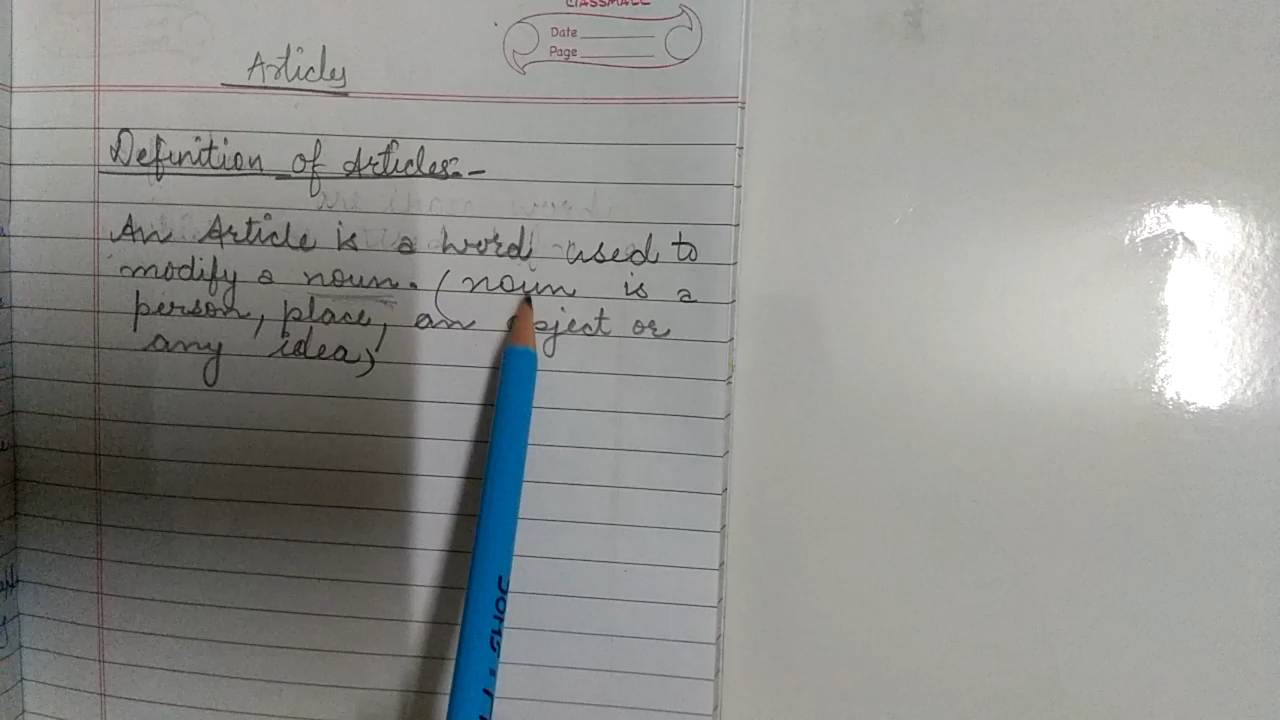 classmate
Date
Page
Articles
Definition of Articles:-
An Article is a word used to
modify a noun. (noun is a
person, place, an object or
any idea)